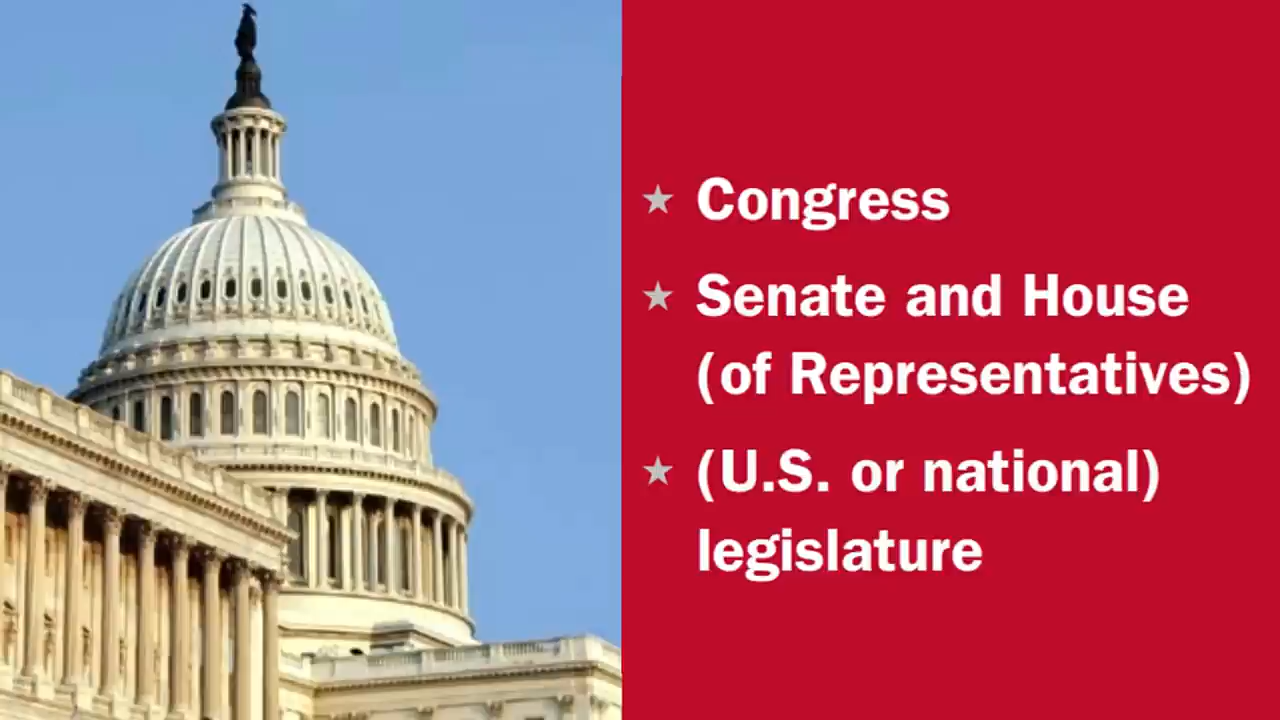 Congress
Senate and House
(of Representatives)
(U.S. or national)
legislature